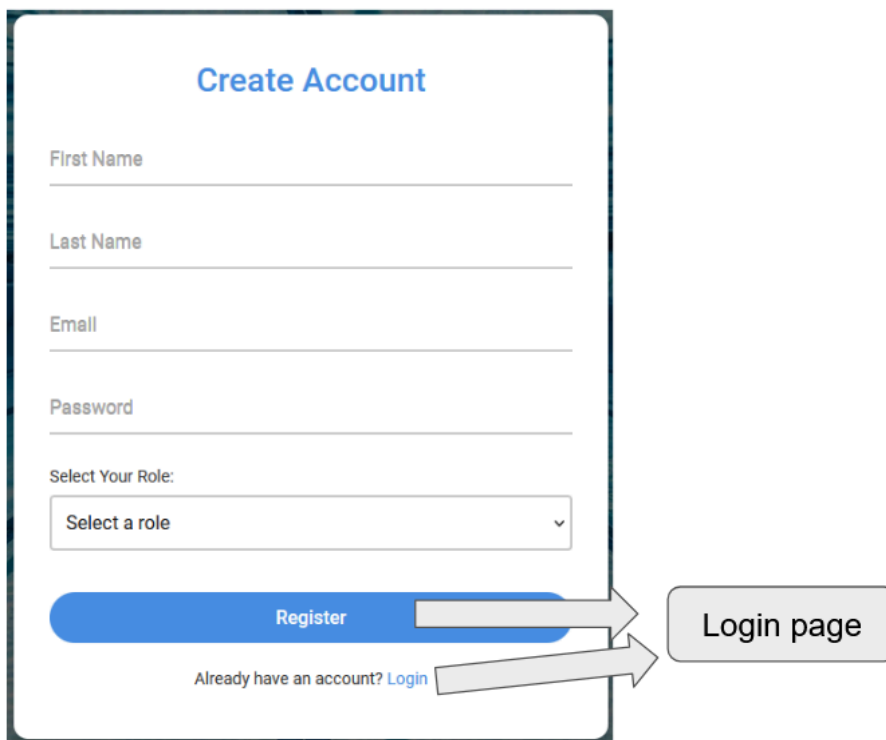 Create Account
First Name
Last Name
Email
Password
Select Your Role:
Select a role
Register
Login page
Already have an account? Login